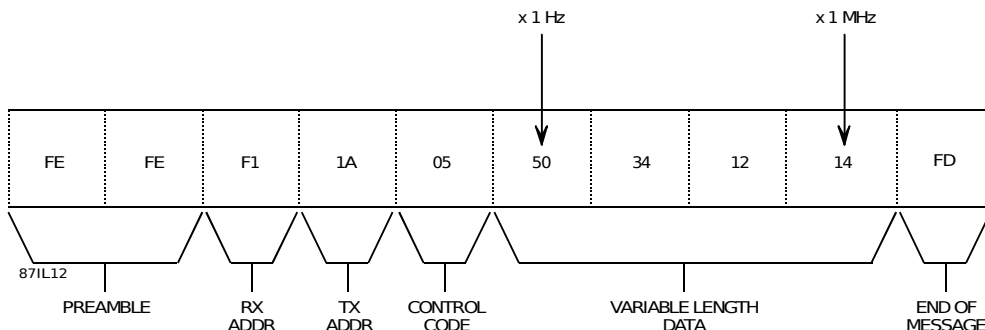 x 1 Hz
x 1 MHz
FE FE F1 1A 05 50 34 12 14 FD
87IL12
PREAMBLE
RX
ADDR
TX
ADDR
CONTROL
CODE
VARIABLE LENGTH
DATA
END OF
MESSAGE